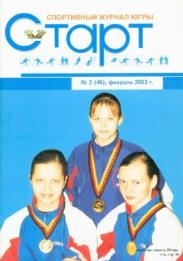 СПОРТИВНЫЙ ЖУРНАЛ ЮГРЫ
Старт
№ 2 (46), февраль 2003 г.